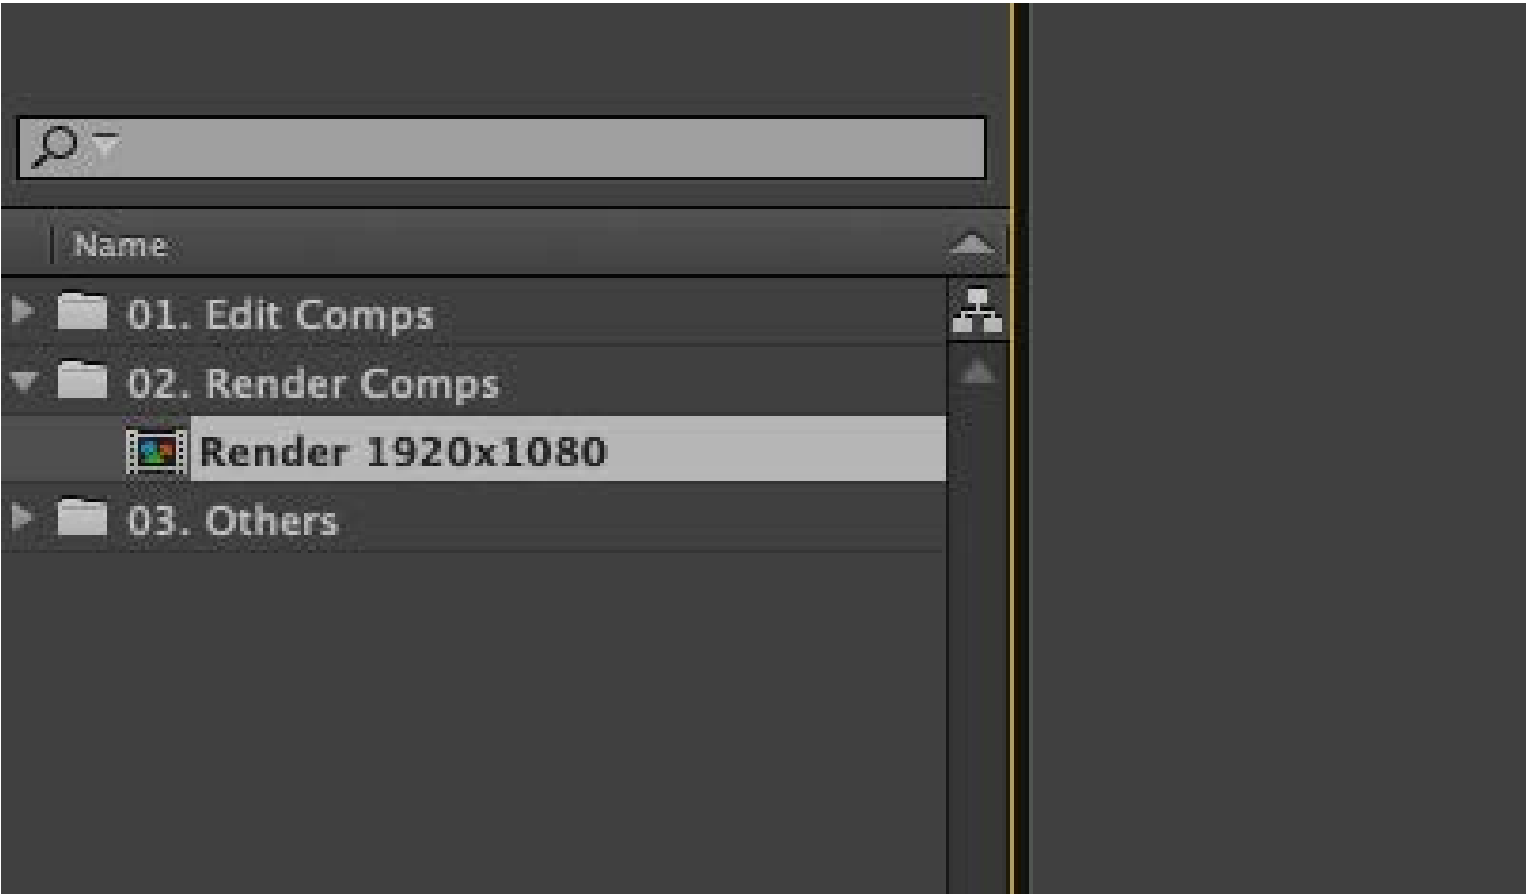 Name
01. Edit Comps
02. Render Comps
Render 1920x1080
03. Others